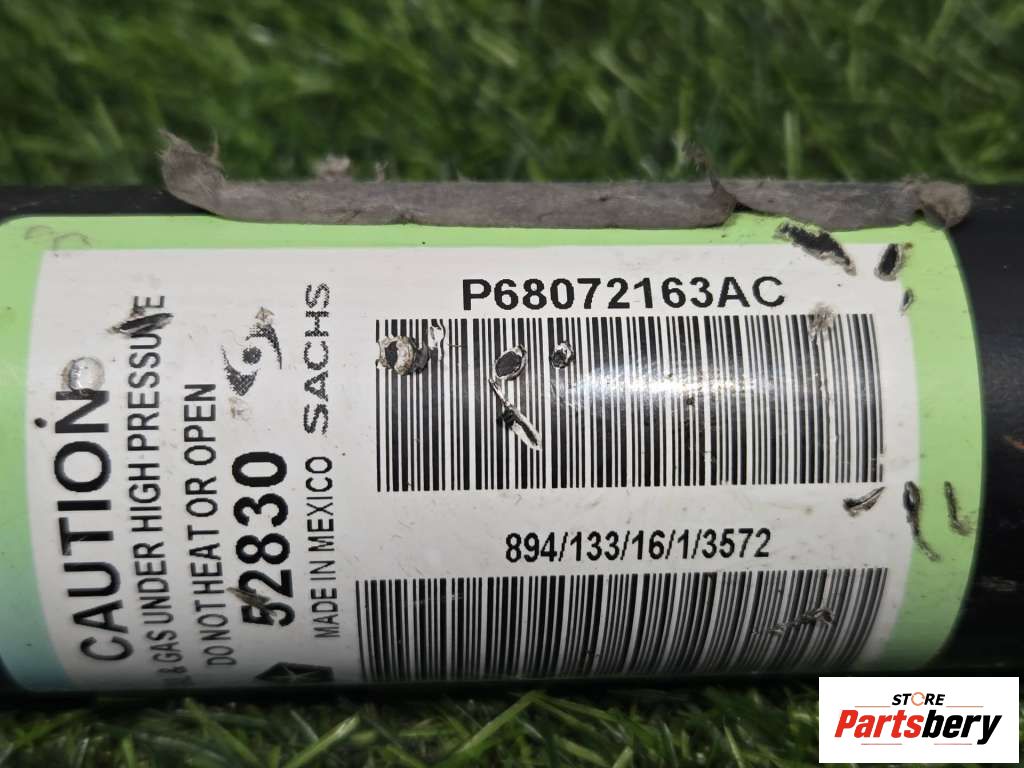 P68072163AC
894/133/16/1/3572
CAUTION
& GAS UNDER HIGH PRESSURE
DO NOT HEAT OR OPEN
52830
MADE IN MEXICO SACHS
STORE
Partsbery